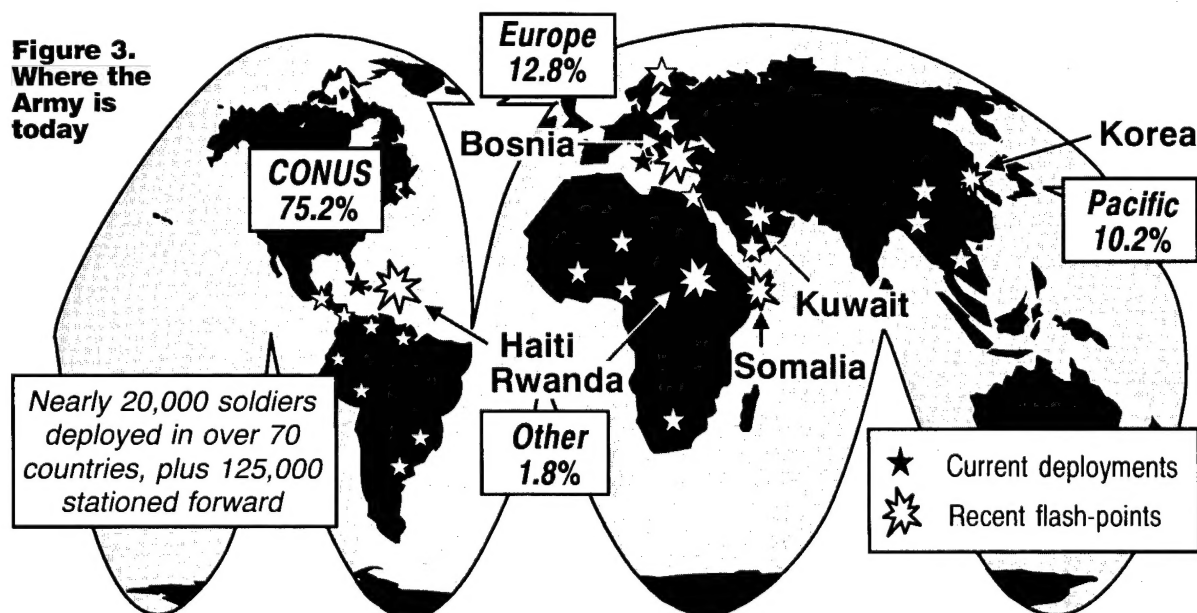 Figure 3.
Where the
Army is
today
Europe
12.8%
Bosnia
Korea
CONUS
75.2%
Pacific
10.2%
Kuwait
Haiti
Rwanda
Somalia
Nearly 20,000 soldiers
deployed in over 70
countries, plus 125,000
stationed forward
Other
1.8%
Current deployments
Recent flash-points